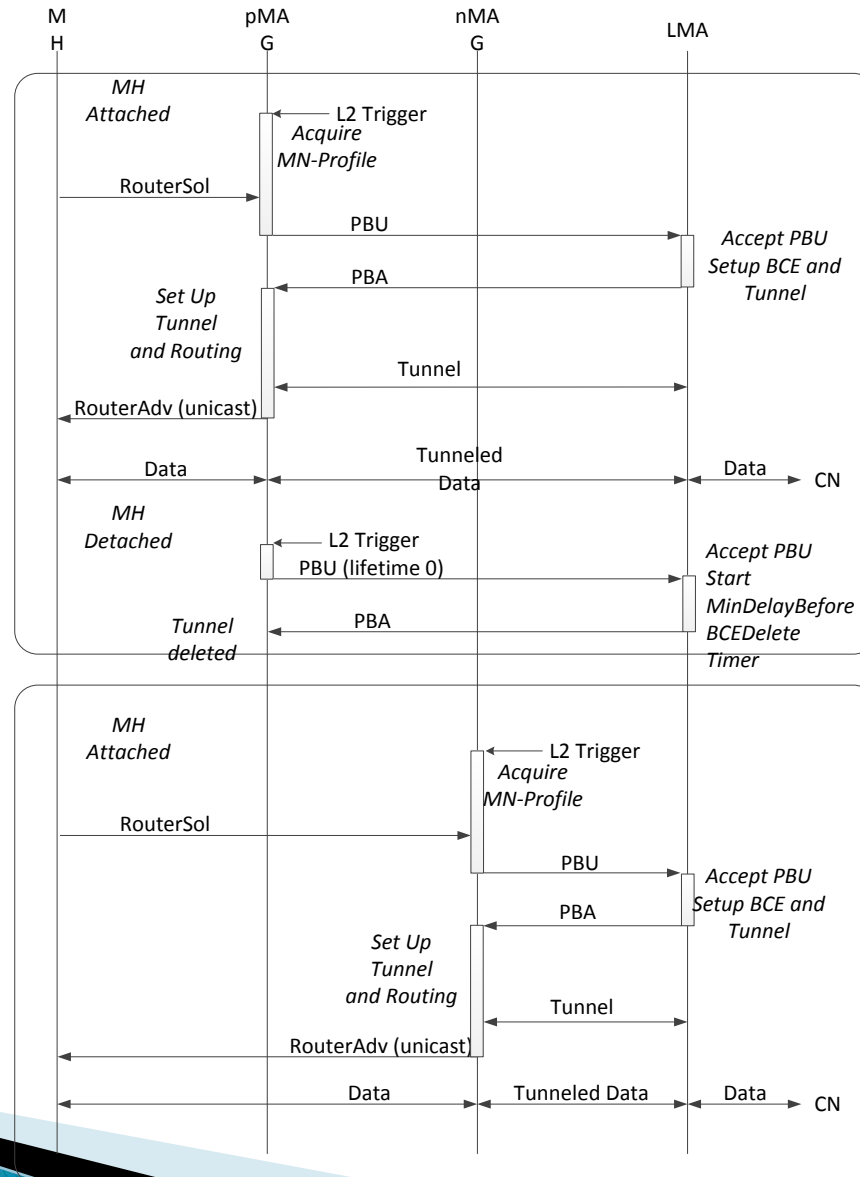 M
H
pMA
G
nMA
G
LMA
MH
Attached
L2 Trigger
Acquire
MN-Profile
RouterSol
PBU
Accept PBU
Setup BCE and
Tunnel
PBA
Set Up
Tunnel
and Routing
Tunnel
RouterAdv (unicast)
Data
Tunneled
Data
Data
CN
MH
Detached
L2 Trigger
PBU (lifetime 0)
Accept PBU
Start
MinDelayBefore
BCEDelete
Timer
PBA
Tunnel
deleted
MH
Attached
L2 Trigger
Acquire
MN-Profile
RouterSol
PBU
Accept PBU
Setup BCE and
Tunnel
PBA
Set Up
Tunnel
and Routing
Tunnel
RouterAdv (unicast)
Data
Tunneled Data
Data
CN